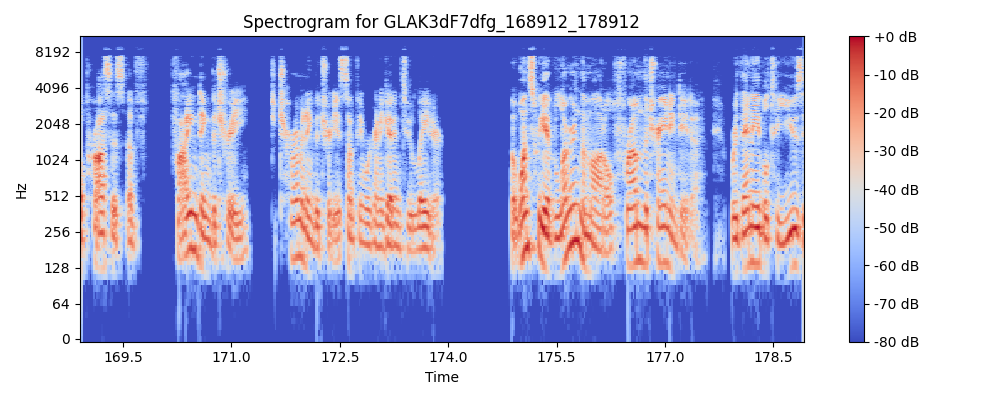 Spectrogram for GLAK3dF7dfg_168912_178912
8192
4096
2048
1024
512
256
128
64
0
Hz
169.5 171.0 172.5 174.0 175.5 177.0 178.5
Time
+0 dB
-10 dB
-20 dB
-30 dB
-40 dB
-50 dB
-60 dB
-70 dB
-80 dB